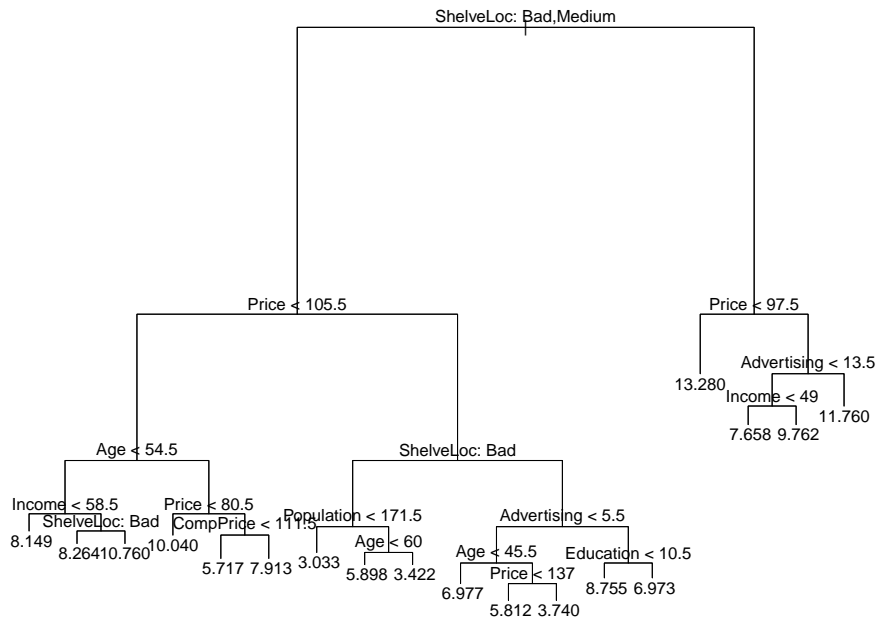 ShelveLoc: Bad,Medium
Price < 105.5
Price < 97.5
Advertising < 13.5
13.280
Income < 49
11.760
7.658
9.762
Age < 54.5
ShelveLoc: Bad
Income < 58.5
Price < 80.5
Population < 171.5
Advertising < 5.5
ShelveLoc: Bad
CompPrice < 111.5
8.149
10.040
Age < 60
8.264
10.760
3.033
Age < 45.5
Education < 10.5
5.717
7.913
5.898
3.422
Price < 137
6.977
8.755
6.973
5.812
3.740